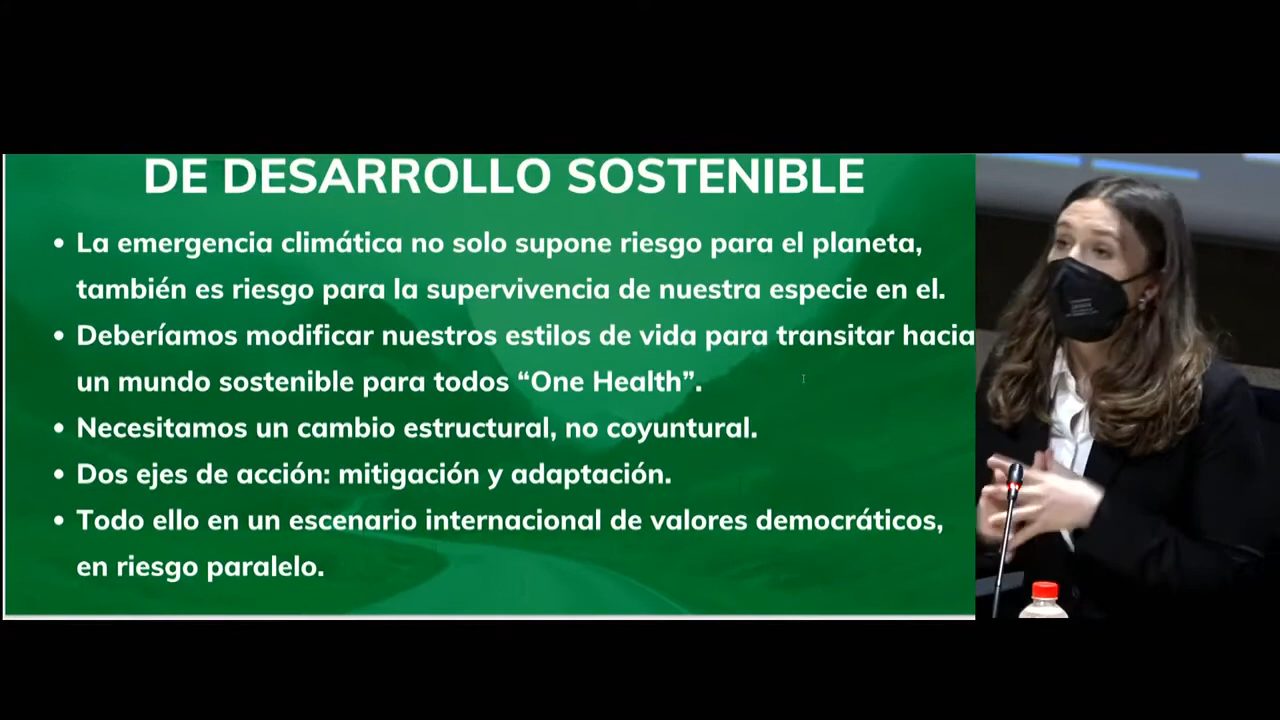 DE DESARROLLO SOSTENIBLE
• La emergencia climática no solo supone riesgo para el planeta,
también es riesgo para la supervivencia de nuestra especie en el.
• Deberíamos modificar nuestros estilos de vida para transitar hacia
un mundo sostenible para todos “One Health”.
• Necesitamos un cambio estructural, no coyuntural.
• Dos ejes de acción: mitigación y adaptación.
• Todo ello en un escenario internacional de valores democráticos,
en riesgo paralelo.